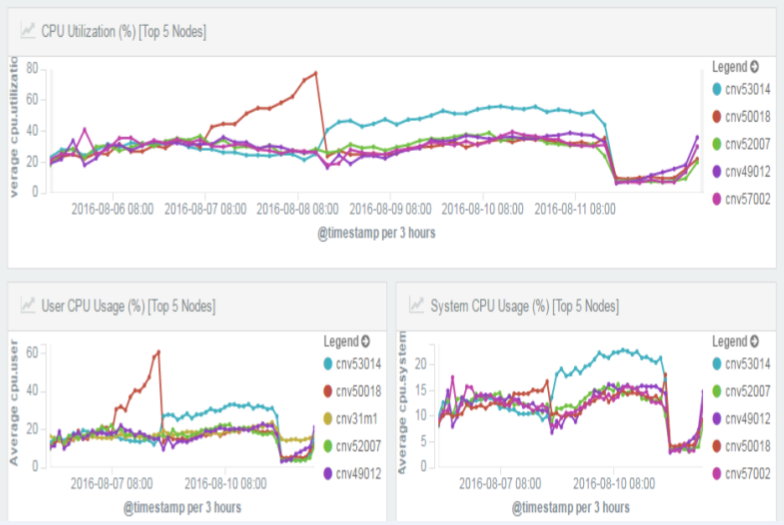 CPU Utilization (%) [Top 5 Nodes]
verage cpu.utilizatio
80
60
40
20
0
2016-08-06 08:00 2016-08-07 08:00 2016-08-08 08:00 2016-08-09 08:00 2016-08-10 08:00 2016-08-11 08:00
@timestamp per 3 hours
Legend
cnv53014
cnv50018
cnv52007
cnv49012
cnv57002
User CPU Usage (%) [Top 5 Nodes]
Average cpu.user
60
40
20
0
2016-08-07 08:00 2016-08-10 08:00
@timestamp per 3 hours
Legend
cnv53014
cnv50018
cnv31m1
cnv52007
cnv49012
System CPU Usage (%) [Top 5 Nodes]
Average cpu.system
20
15
10
5
0
2016-08-07 08:00 2016-08-10 08:00
@timestamp per 3 hours
Legend
cnv53014
cnv52007
cnv49012
cnv50018
cnv57002